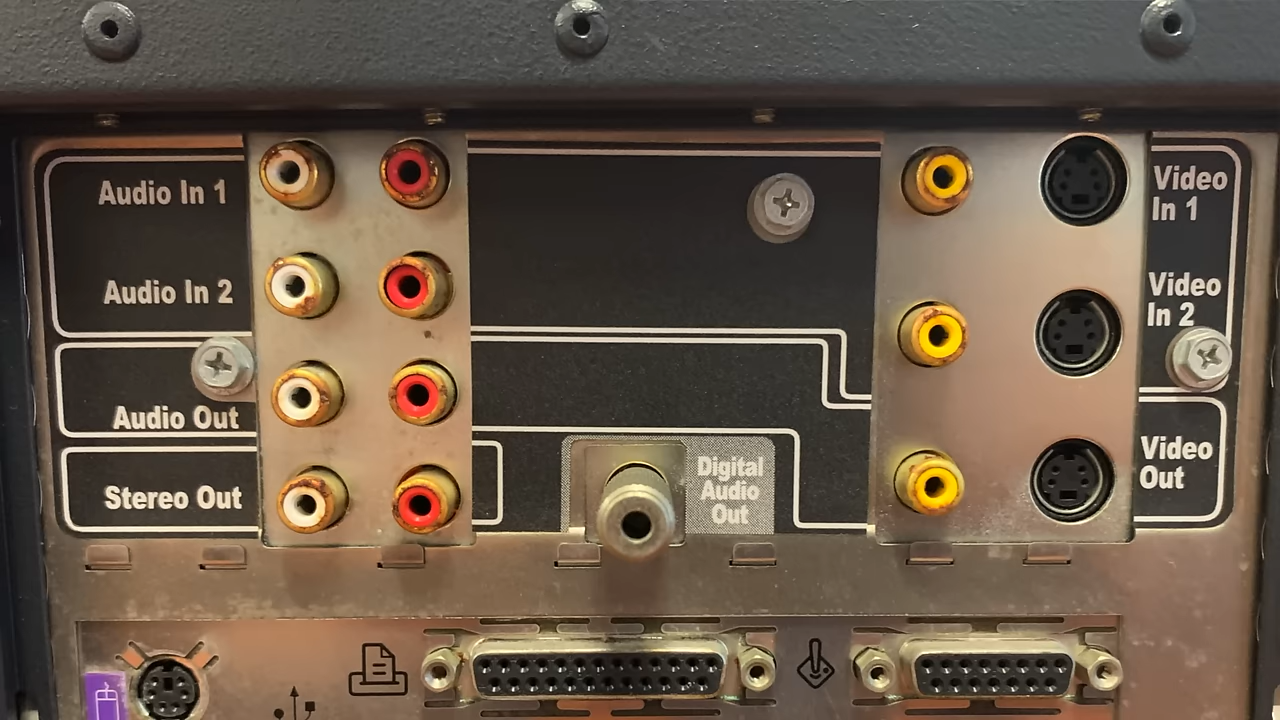 Audio In 1
Audio In 2
Audio Out
Stereo Out
Digital
Audio
Out
Video
In 1
Video
In 2
Video
Out